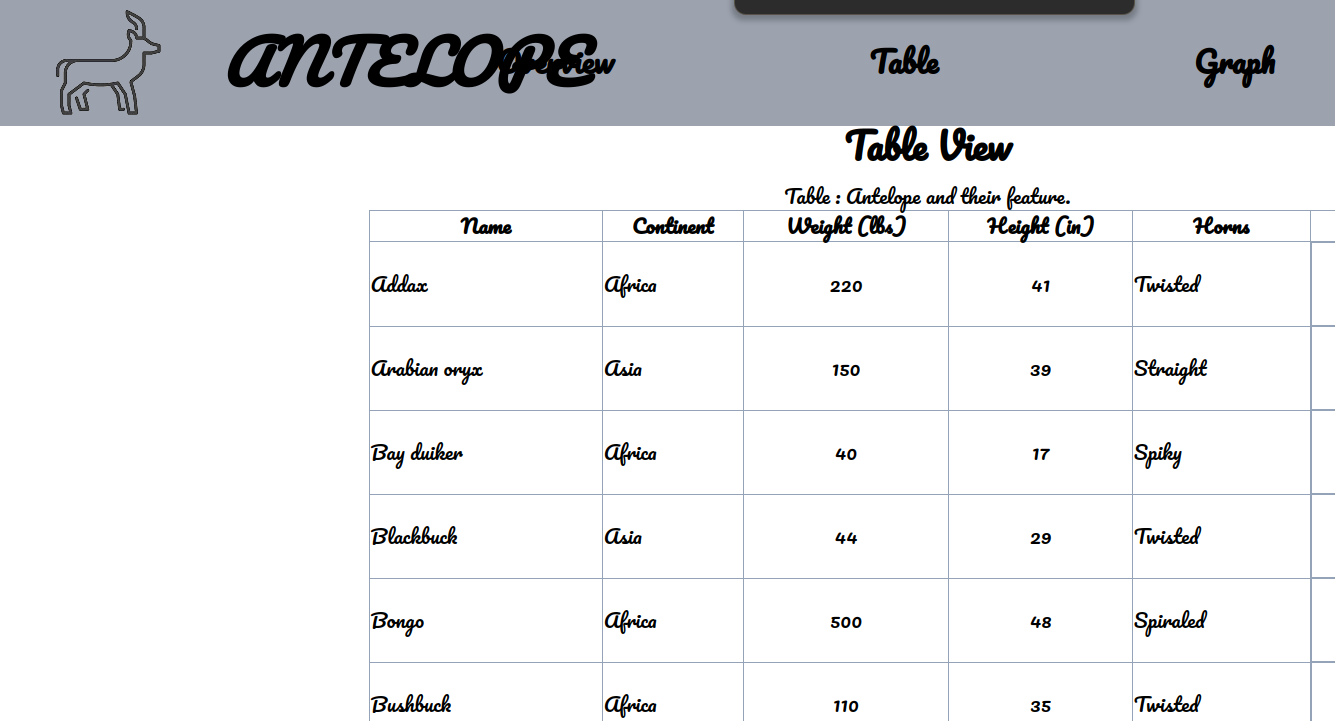 ANTELOPE Overview Table Graph
Table View
Table : Antelope and their feature.
Name Continent Weight (lbs) Height (in) Horns
Addax Africa 220 41 Twisted
Arabian oryx Asia 150 39 Straight
Bay duiker Africa 40 17 Spiky
Blackbuck Asia 44 29 Twisted
Bongo Africa 500 48 Spiraled
Bushbuck Africa 110 35 Twisted